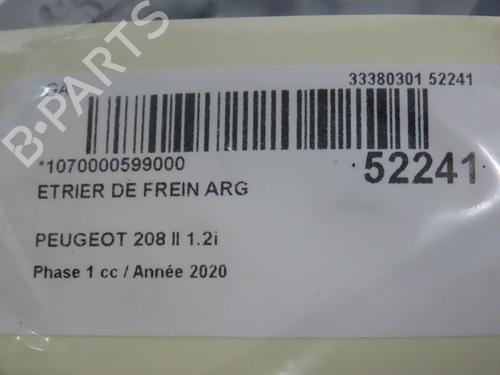 GA
33380301 52241
*1070000599000
52241
ETRIER DE FREIN ARG
PEUGEOT 208 II 1.2i
Phase 1 cc / Année 2020
B-PARTS